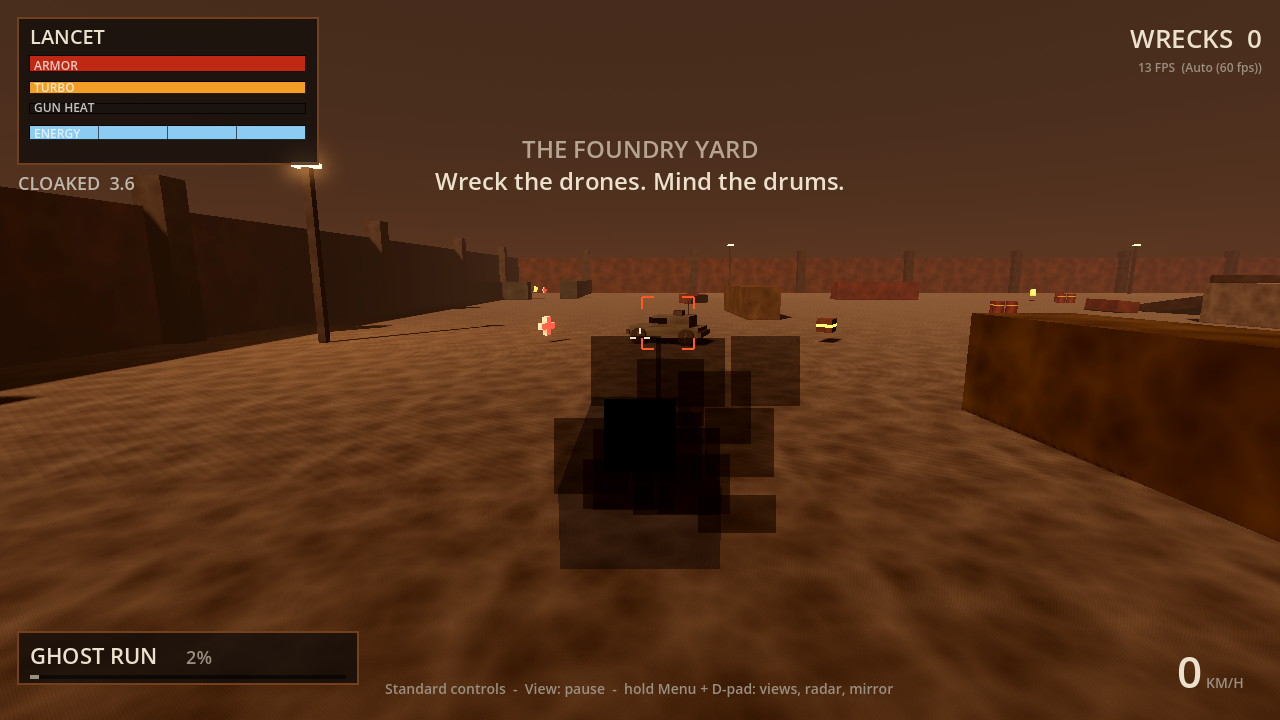 LANCET
ARMOR
TURBO
GUN HEAT
ENERGY
CLOAKED 3.6
WRECKS 0
13 FPS (Auto (60 fps))
THE FOUNDRY YARD
Wreck the drones. Mind the drums.
GHOST RUN 2%
Standard controls - View: pause - hold Menu + D-pad: views, radar, mirror
0 KM/H